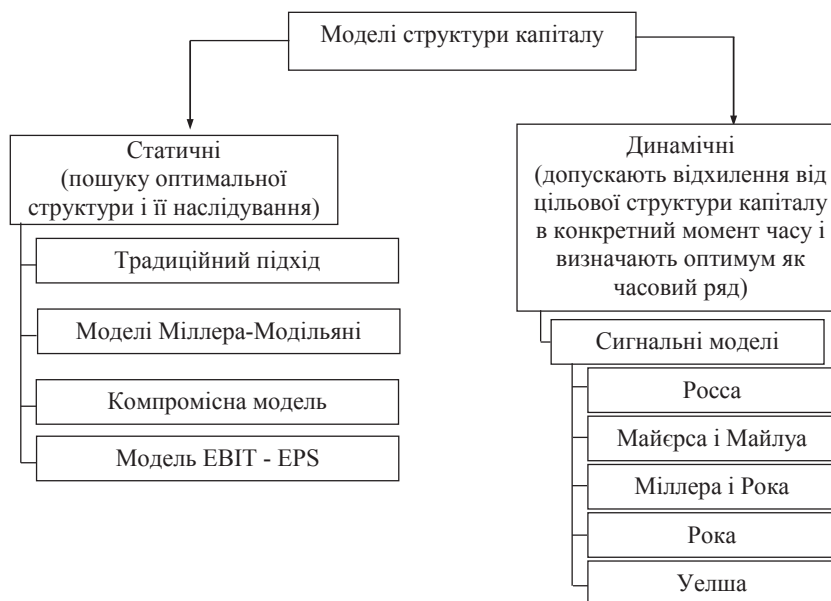 Моделі структури капіталу
Статичні
(пошуку оптимальної
структури і її наслідування)
Традиційний підхід
Моделі Міллера-Модільяні
Компромісна модель
Модель EBIT - EPS
Динамічні
(допускають відхилення від
цільової структури капіталу
в конкретний момент часу і
визначають оптимум як
часовий ряд)
Сигнальні моделі
Росса
Майєрса і Майлуа
Міллера і Рока
Рока
Уелша